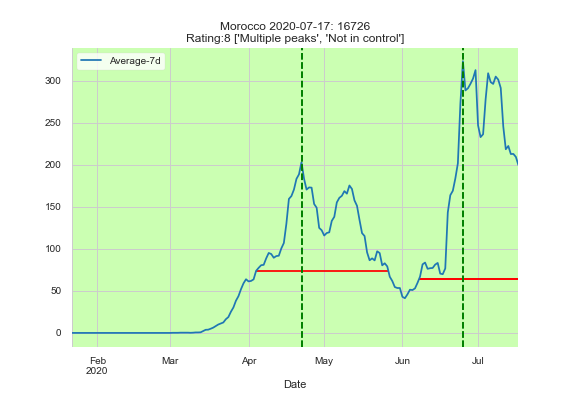 Morocco 2020-07-17: 16726
Rating:8 ['Multiple peaks', 'Not in control']
Average-7d
300
250
200
150
100
50
0
Feb
2020
Mar
Apr
May
Jun
Jul
Date